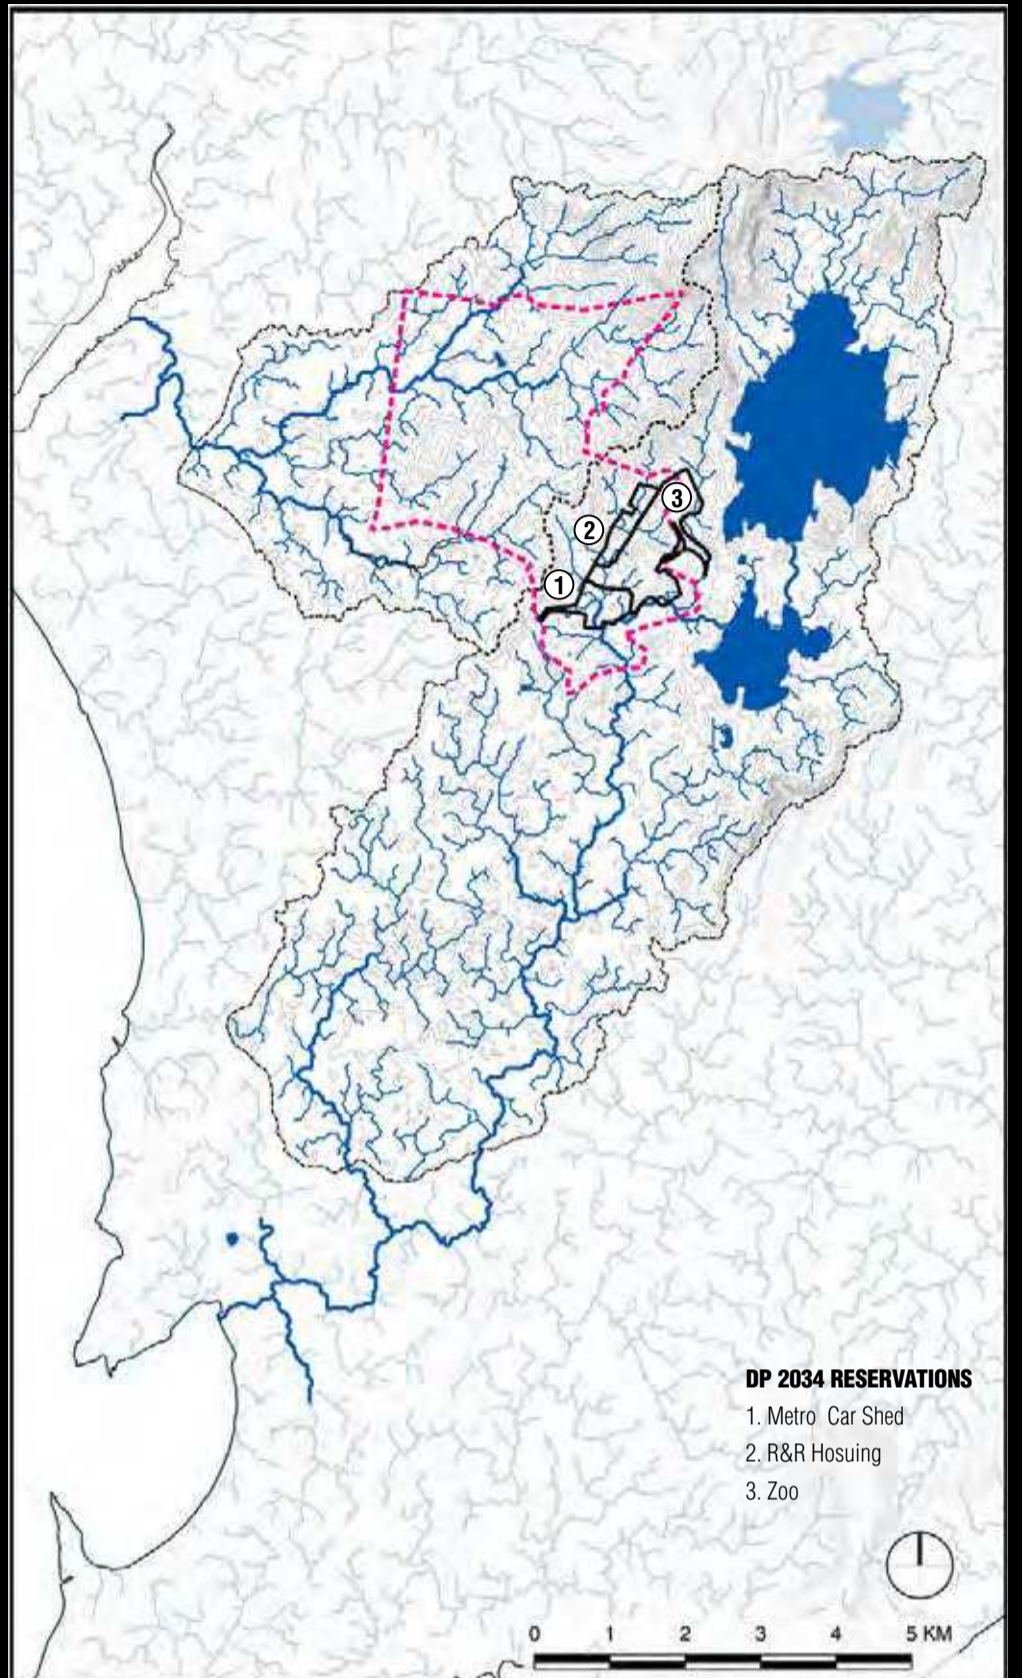 3
2
1
DP 2034 RESERVATIONS
1. Metro Car Shed
2. R&R Hosuing
3. Zoo
0 1 2 3 4 5 KM